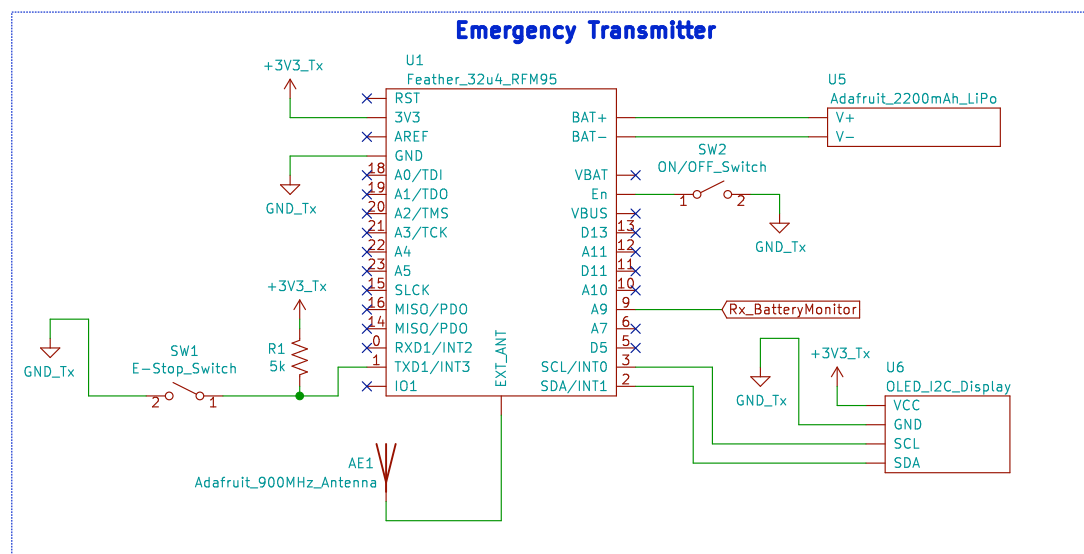 Emergency Transmitter
U1
Feather_32u4_RFM95
+3V3_Tx
RST
3V3
AREF
GND
GND_Tx
18 A0/TDI
19 A1/TDO
20 A2/TMS
21 A3/TCK
22 A4
23 A5
15 SLCK
16 MISO/PDO
14 MISO/PDO
0 RXD1/INT2
1 TXD1/INT3
IO1
EXT_ANT
BAT+
BAT-
VBAT
En
VBUS
D13 13
A11 12
D11 11
A10 10
A9 9
A7 6
D5 5
SCL/INT0 3
SDA/INT1 2
U5
Adafruit_2200mAh_LiPo
V+
V-
SW2
ON/OFF_Switch
1 2
GND_Tx
Rx_BatteryMonitor
+3V3_Tx
R1
5k
GND_Tx
SW1
E-Stop_Switch
2 1
AE1
Adafruit_900MHz_Antenna
GND_Tx
+3V3_Tx
U6
OLED_I2C_Display
VCC
GND
SCL
SDA